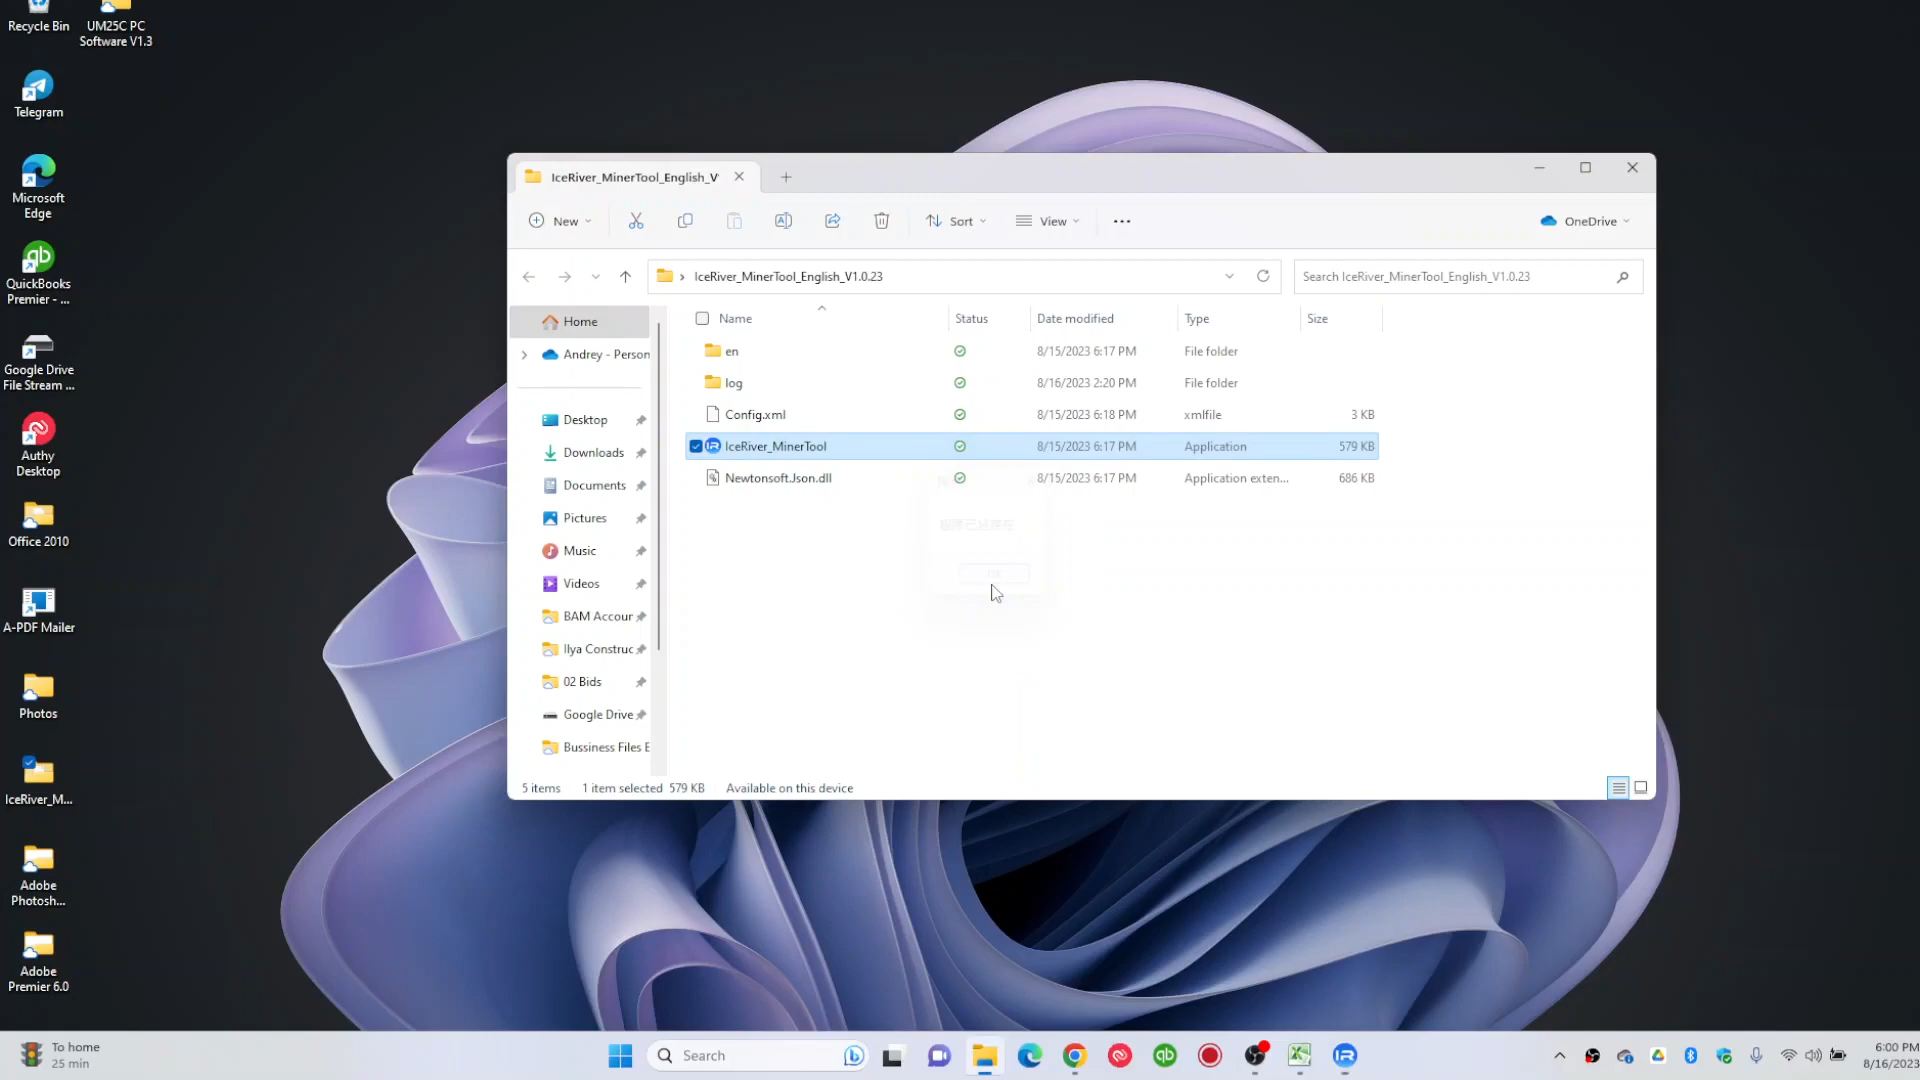 Recycle Bin
UM25C PC
Software V1.3
Telegram
Microsoft
Edge
QuickBooks
Premier - ...
Google Drive
File Stream ...
Authy
Desktop
Office 2010
A-PDF Mailer
Photos
IceRiver_M...
Adobe
Photosh...
Adobe
Premier 6.0
IceRiver_MinerTool_English_V
New
Sort
View
OneDrive
IceRiver_MinerTool_English_V1.0.23
Search IceRiver_MinerTool_English_V1.0.23
Home
Andrey - Person
Desktop
Downloads
Documents
Pictures
Music
Videos
BAM Accour
Ilya Construc
02 Bids
Google Drive
Bussiness Files E
Name Status Date modified Type Size
en 8/15/2023 6:17 PM File folder
log 8/16/2023 2:20 PM File folder
Config.xml 8/15/2023 6:18 PM xmlfile 3 KB
IceRiver_MinerTool 8/15/2023 6:17 PM Application 579 KB
Newtonsoft.Json.dll 8/15/2023 6:17 PM Application exten... 686 KB
5 items 1 item selected 579 KB Available on this device
To home
25 min
Search
6:00 PM
8/16/2023